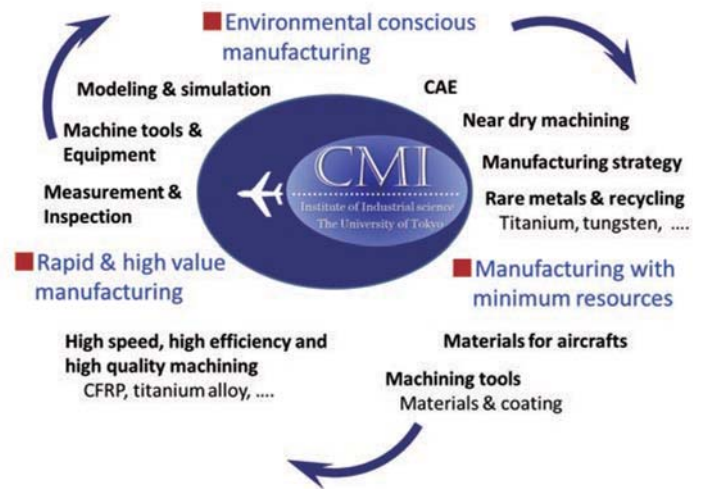 Environmental conscious
manufacturing
Modeling & simulation
CAE
Machine tools &
Equipment
Near dry machining
Measurement &
Inspection
Manufacturing strategy
Rare metals & recycling
Titanium, tungsten, ....
CMI
Institute of Industrial science
The University of Tokyo
Rapid & high value
manufacturing
Manufacturing with
minimum resources
High speed, high efficiency and
high quality machining
CFRP, titanium alloy, ....
Materials for aircrafts
Machining tools
Materials & coating